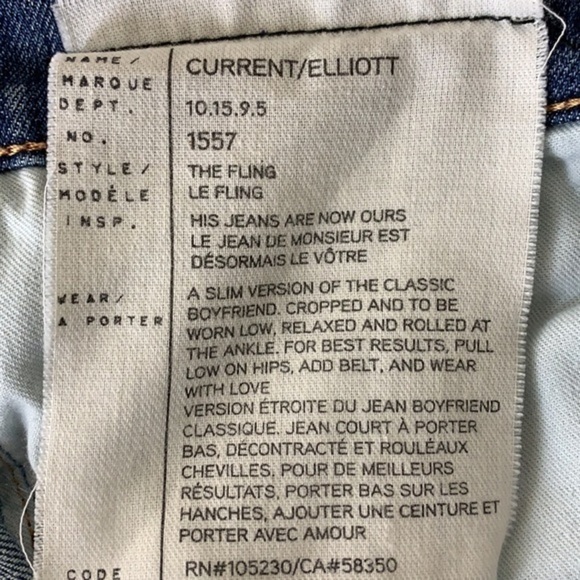 NAME/ CURRENT/ELLIOTT
MARQUE
DEPT. 10.15.9.5
NO. 1557
STYLE/ THE FLING
MODÉLE LE FLING
INSP. HIS JEANS ARE NOW OURS
LE JEAN DE MONSIEUR EST
DÉSORMAIS LE VÔTRE
WEAR/ A SLIM VERSION OF THE CLASSIC
A PORTER BOYFRIEND. CROPPED AND TO BE
WORN LOW, RELAXED AND ROLLED AT
THE ANKLE. FOR BEST RESULTS, PULL
LOW ON HIPS, ADD BELT, AND WEAR
WITH LOVE
VERSION ÉTROITE DU JEAN BOYFRIEND
CLASSIQUE. JEAN COURT À PORTER
BAS, DÉCONTRACTÉ ET ROULÉAUX
CHEVILLES. POUR DE MEILLEURS
RÉSULTATS, PORTER BAS SUR LES
HANCHES, AJOUTER UNE CEINTURE ET
PORTER AVEC AMOUR
CODE RN#105230/CA#58350